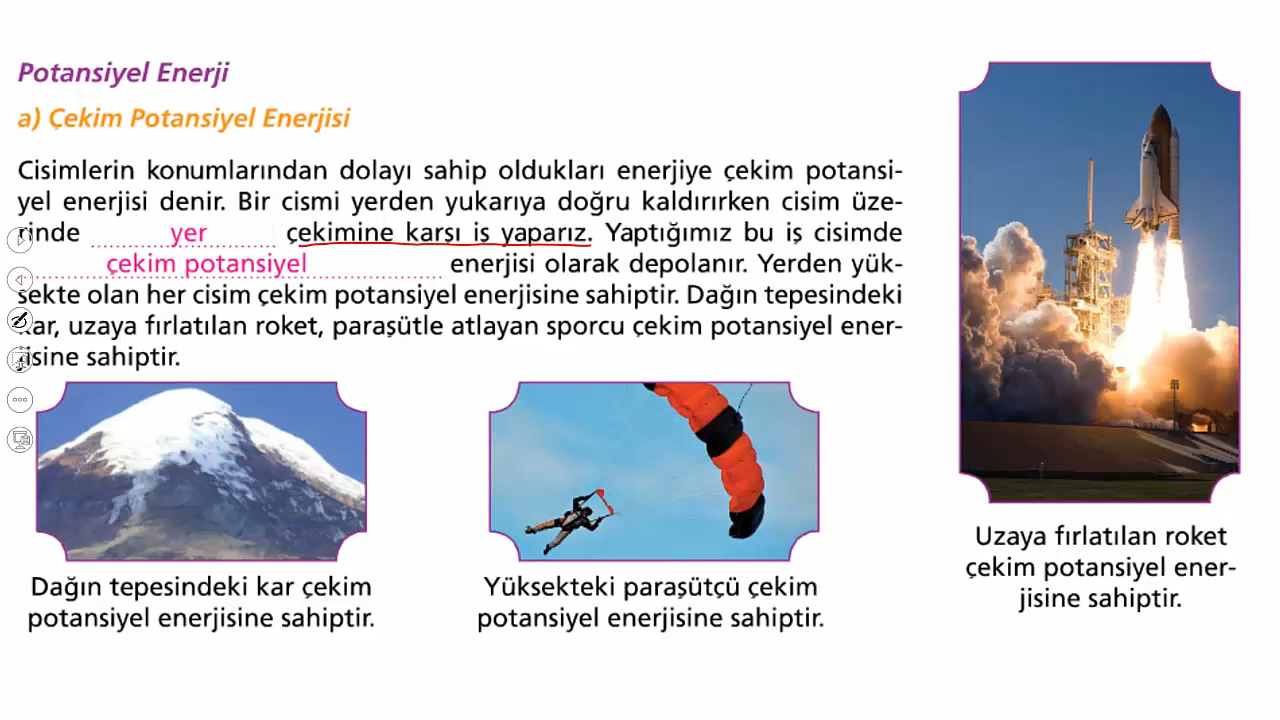 Potansiyel Enerji
a) Çekim Potansiyel Enerjisi
Cisimlerin konumlarından dolayı sahip oldukları enerjiye çekim potansi-
yel enerjisi denir. Bir cismi yerden yukarıya doğru kaldırırken cisim üze-
rinde yer çekimine karşı iş yaparız. Yaptığımız bu iş cisimde
çekim potansiyel enerjisi olarak depolanır. Yerden yük-
sekte olan her cisim çekim potansiyel enerjisine sahiptir. Dağın tepesindeki
kar, uzaya fırlatılan roket, paraşütle atlayan sporcu çekim potansiyel ener-
jisine sahiptir.
Dağın tepesindeki kar çekim
potansiyel enerjisine sahiptir.
Yüksekteki paraşütçü çekim
potansiyel enerjisine sahiptir.
Uzaya fırlatılan roket
çekim potansiyel ener-
jisine sahiptir.